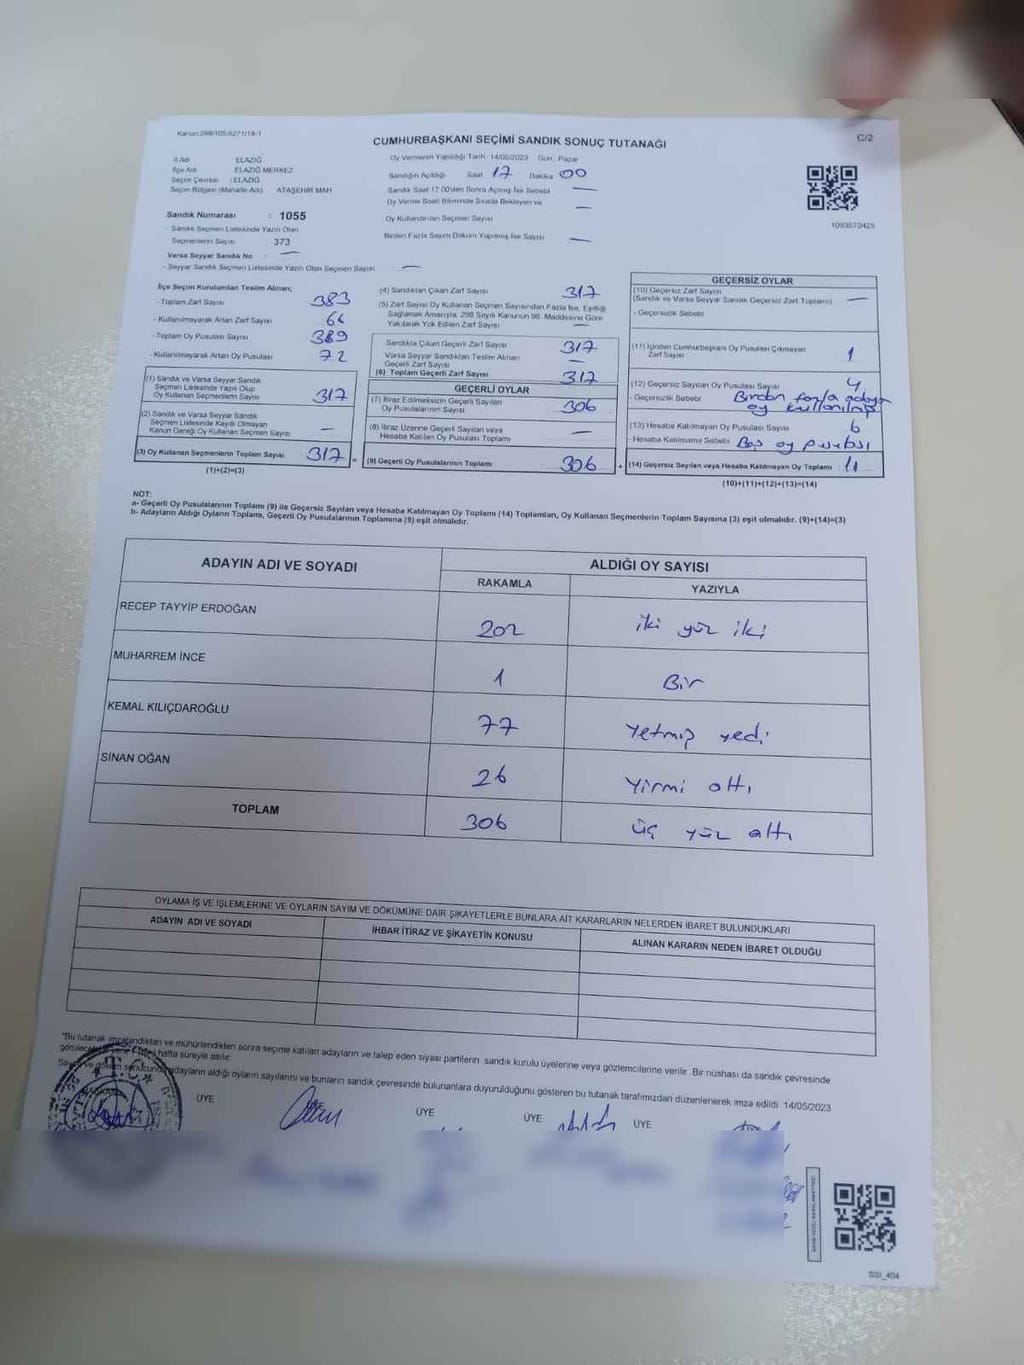 Kanun:298/105;6271/18-1
C/2
CUMHURBAŞKANI SEÇİMİ SANDIK SONUÇ TUTANAĞI
İl Adı ELAZIĞ
İlçe Adı ELAZIĞ MERKEZ
Seçim Çevresi : ELAZIĞ
Seçim Bölgesi (Mahalle Adı) ATAŞEHİR MAH
Sandık Numarası : 1055
- Sandık Seçmen Listesinde Yazılı Olan
Seçmenlerin Sayısı : 373
Varsa Seyyar Sandık No : —
- Seyyar Sandık Seçmen Listesinde Yazılı Olan Seçmen Sayısı : —
Oy Vermenin Yapıldığı Tarih 14/05/2023 Gün Pazar
Sandığın Açıldığı Saat 17 Dakika 00
Sandık Saat 17.00'den Sonra Açılmış İse Sebebi —
Oy Verme Saati Bitiminde Sırada Bekleyen ve
Oy Kullandırılan Seçmen Sayısı —
Birden Fazla Sayım Döküm Yapılmış İse Sayısı —
1093570425
İlçe Seçim Kurulundan Teslim Alınan;
- Toplam Zarf Sayısı 383
- Kullanılmayarak Artan Zarf Sayısı 66
- Toplam Oy Pusulası Sayısı 389
- Kullanılmayarak Artan Oy Pusulası 72
(1) Sandık ve Varsa Seyyar Sandık
Seçmen Listesinde Yazılı Olup
Oy Kullanan Seçmenlerin Sayısı 317
(2) Sandık ve Varsa Seyyar Sandık
Seçmen Listesinde Kaydı Olmayan
Kanun Gereği Oy Kullanan Seçmen Sayısı —
(3) Oy Kullanan Seçmenlerin Toplam Sayısı 317
(1)+(2)=(3)
(4) Sandıktan Çıkan Zarf Sayısı 317
(5) Zarf Sayısı Oy Kullanan Seçmen Sayısından Fazla İse, Eşitliği
Sağlamak Amacıyla, 298 Sayılı Kanunun 98. Maddesine Göre
Yakılarak Yok Edilen Zarf Sayısı —
Sandıkta Çıkan Geçerli Zarf Sayısı 317
Varsa Seyyar Sandıktan Teslim Alınan
Geçerli Zarf Sayısı —
(6) Toplam Geçerli Zarf Sayısı 317
GEÇERLİ OYLAR
(7) İtiraz Edilmeksizin Geçerli Sayılan
Oy Pusulalarının Sayısı 306
(8) İtiraz Üzerine Geçerli Sayılan veya
Hesaba Katılan Oy Pusulası Toplamı —
(9) Geçerli Oy Pusulalarının Toplamı 306
GEÇERSİZ OYLAR
(10) Geçersiz Zarf Sayısı
(Sandık ve Varsa Seyyar Sandık Geçersiz Zarf Toplamı) —
- Geçersizlik Sebebi
(11) İçinden Cumhurbaşkanı Oy Pusulası Çıkmayan
Zarf Sayısı 1
(12) Geçersiz Sayılan Oy Pusulası Sayısı 4
- Geçersizlik Sebebi Birden fazla adaya
oy kullanılmış
(13) Hesaba Katılmayan Oy Pusulası Sayısı 6
- Hesaba Katılmama Sebebi Boş oy pusulası
(14) Geçersiz Sayılan veya Hesaba Katılmayan Oy Toplamı 11
(10)+(11)+(12)+(13)=(14)
NOT:
a- Geçerli Oy Pusulalarının Toplamı (9) ile Geçersiz Sayılan veya Hesaba Katılmayan Oy Toplamı (14) Toplamları, Oy Kullanan Seçmenlerin Toplam Sayısına (3) eşit olmalıdır. (9)+(14)=(3)
b- Adayların Aldığı Oyların Toplamı, Geçerli Oy Pusulalarının Toplamına (9) eşit olmalıdır.
ADAYIN ADI VE SOYADI ALDIĞI OY SAYISI
RAKAMLA YAZIYLA
RECEP TAYYİP ERDOĞAN 202 iki yüz iki
MUHARREM İNCE 1 Bir
KEMAL KILIÇDAROĞLU 77 Yetmiş yedi
SİNAN OĞAN 26 Yirmi altı
TOPLAM 306 üç yüz altı
OYLAMA İŞ VE İŞLEMLERİNE VE OYLARIN SAYIM VE DÖKÜMÜNE DAİR ŞİKAYETLERLE BUNLARA AİT KARARLARIN NELERDEN İBARET BULUNDUKLARI
ADAYIN ADI VE SOYADI İHBAR İTİRAZ VE ŞİKAYETİN KONUSU ALINAN KARARIN NEDEN İBARET OLDUĞU
*Bu tutanak imzalandıktan ve mühürlendikten sonra seçime katılan adayların ve talep eden siyasi partilerin sandık kurulu üyelerine veya gözlemcilerine verilir. Bir nüshası da sandık çevresinde
hafta süreyle asılır.
adayların aldığı oyların sayılarını ve bunların sandık çevresinde bulunanlara duyurulduğunu gösteren bu tutanak tarafımızdan düzenlenerek imza edildi 14/05/2023
ÜYE ÜYE ÜYE ÜYE
T.C.
SSI_404